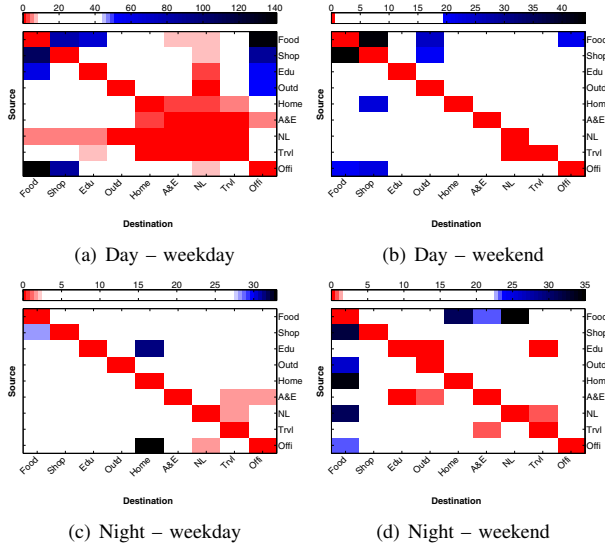 0 20 40 60 80 100 120 140
0 10 20 30 40
Food
Shop
Edu
Outd
Home
A&E
NL
Trvl
Offi
Source
Food Shop Edu Outd Home A&E NL Trvl Offi
Destination
(a) Day – weekday
Food
Shop
Edu
Outd
Home
A&E
NL
Trvl
Offi
Source
Food Shop Edu Outd Home A&E NL Trvl Offi
Destination
(b) Day – weekend
0 5 10 15 20 25 30
0 5 10 15 20 25 30 35
Food
Shop
Edu
Outd
Home
A&E
NL
Trvl
Offi
Source
Food Shop Edu Outd Home A&E NL Trvl Offi
Destination
(c) Night – weekday
Food
Shop
Edu
Outd
Home
A&E
NL
Trvl
Offi
Source
Food Shop Edu Outd Home A&E NL Trvl Offi
Destination
(d) Night – weekend